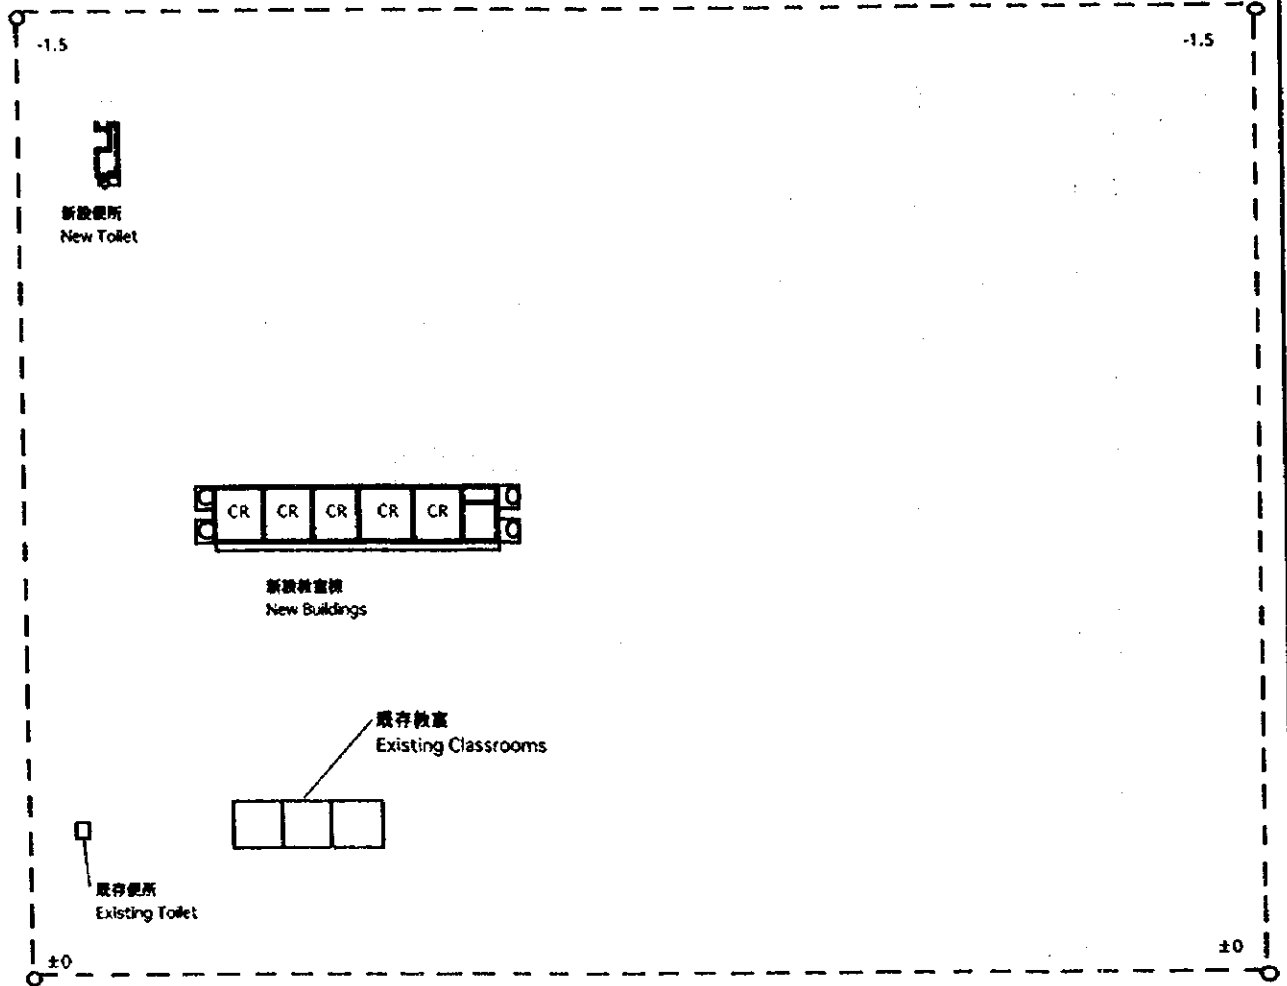 -1.5
-1.5
新設便所
New Toilet
CR CR CR CR CR
新設教室棟
New Buildings
既存教室
Existing Classrooms
既存便所
Existing Toilet
±0
±0